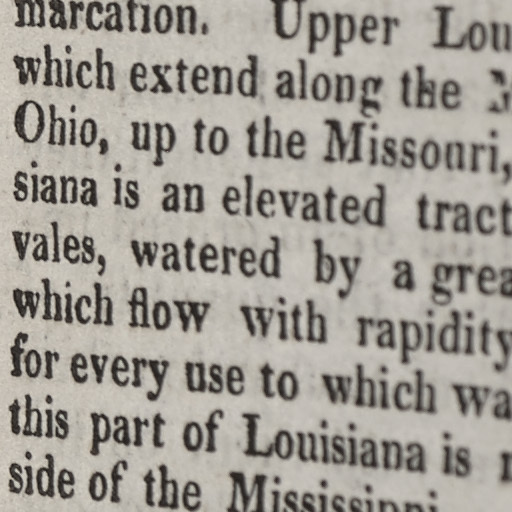 marcation. Upper Lou
which extend along the
Ohio, up to the Missouri,
siana is an elevated tract
vales, watered by a grea
which flow with rapidity
for every use to which wa
this part of Louisiana is
side of the Mississippi